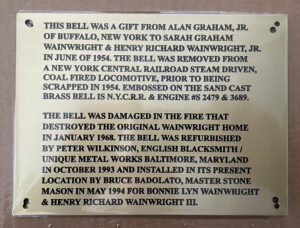 THIS BELL WAS A GIFT FROM ALAN GRAHAM, JR.
OF BUFFALO, NEW YORK TO SARAH GRAHAM
WAINWRIGHT & HENRY RICHARD WAINWRIGHT, JR.
IN JUNE OF 1954. THE BELL WAS REMOVED FROM
A NEW YORK CENTRAL RAILROAD STEAM DRIVEN,
COAL FIRED LOCOMOTIVE, PRIOR TO BEING
SCRAPPED IN 1954. EMBOSSED ON THE SAND CAST
BRASS BELL IS N.Y.C.R.R. & ENGINE #S 2479 & 3689.
THE BELL WAS DAMAGED IN THE FIRE THAT
DESTROYED THE ORIGINAL WAINWRIGHT HOME
IN JANUARY 1968. THE BELL WAS REFURBISHED
BY PETER WILKINSON, ENGLISH BLACKSMITH /
UNIQUE METAL WORKS BALTIMORE, MARYLAND
IN OCTOBER 1993 AND INSTALLED IN ITS PRESENT
LOCATION BY BRUCE BADOLATO, MASTER STONE
MASON IN MAY 1994 FOR BONNIE LYN WAINWRIGHT
& HENRY RICHARD WAINWRIGHT III.